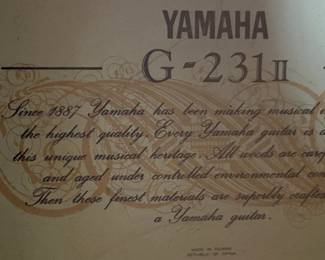 YAMAHA
G-231II
Since 1887 Yamaha has been making musical
the highest quality. Every Yamaha guitar is
this unique musical heritage. All woods are
and aged under controlled environmental
Then these finest materials are superbly
a Yamaha guitar.
MADE IN TAIWAN
REPUBLIC OF CHINA